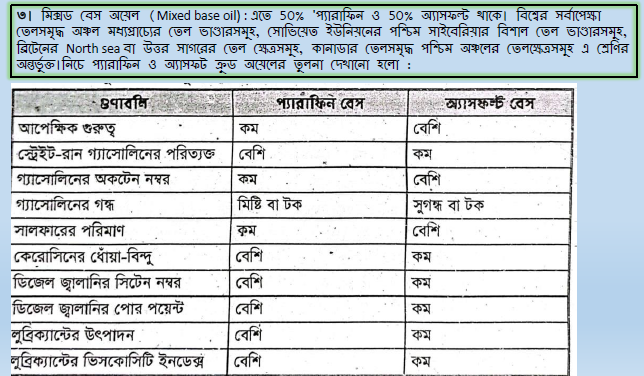 ৩। মিক্সড বেস অয়েল (Mixed base oil) : এতে 50% 'প্যারাফিন ও 50% অ্যাসফল্ট থাকে। বিশ্বের সর্বাপেক্ষা
তেলসমৃদ্ধ অঞ্চল মধ্যপ্রাচ্যের তেল ভাণ্ডারসমূহ, সোভিয়েত ইউনিয়নের পশ্চিম সাইবেরিয়ার বিশাল তেল ভাণ্ডারসমূহ,
ব্রিটেনের North sea বা উত্তর সাগরের তেল ক্ষেত্রসমূহ, কানাডার তেলসমৃদ্ধ পশ্চিম অঞ্চলের তেলক্ষেত্রসমূহ এ শ্রেণির
অন্তর্ভুক্ত। নিচে প্যারাফিন ও অ্যাসফট ক্রুড অয়েলের তুলনা দেখানো হলো :
গুণাবলি প্যারাফিন বেস অ্যাসফল্ট বেস
আপেক্ষিক গুরুত্ব কম বেশি
স্ট্রেইট-রান গ্যাসোলিনের পরিত্যক্ত বেশি কম
গ্যাসোলিনের অকটেন নম্বর কম বেশি
গ্যাসোলিনের গন্ধ মিষ্টি বা টক সুগন্ধ বা টক
সালফারের পরিমাণ কম বেশি
কেরোসিনের ধোঁয়া-বিন্দু বেশি কম
ডিজেল জ্বালানির সিটেন নম্বর বেশি কম
ডিজেল জ্বালানির পোর পয়েন্ট বেশি কম
লুব্রিক্যান্টের উৎপাদন বেশি কম
লুব্রিক্যান্টের ভিসকোসিটি ইনডেক্স বেশি কম